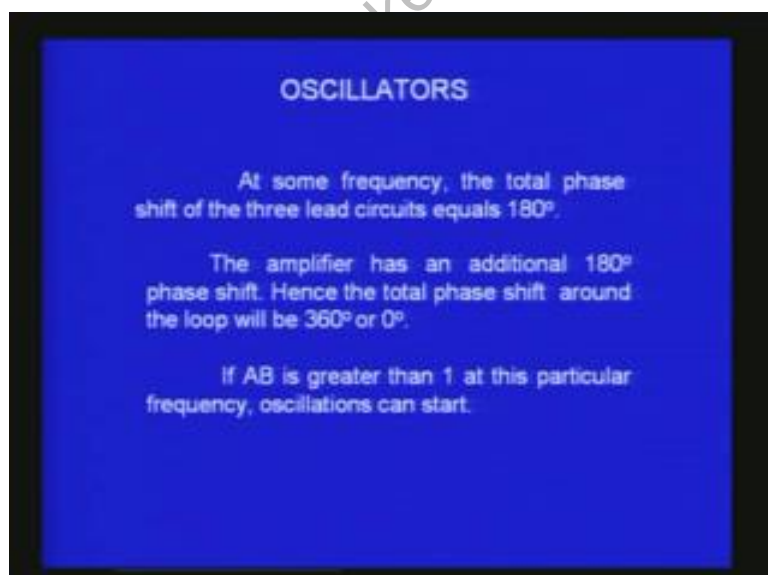 OSCILLATORS
At some frequency, the total phase
shift of the three lead circuits equals 180º.
The amplifier has an additional 180º
phase shift. Hence the total phase shift around
the loop will be 360º or 0º.
If AB is greater than 1 at this particular
frequency, oscillations can start.